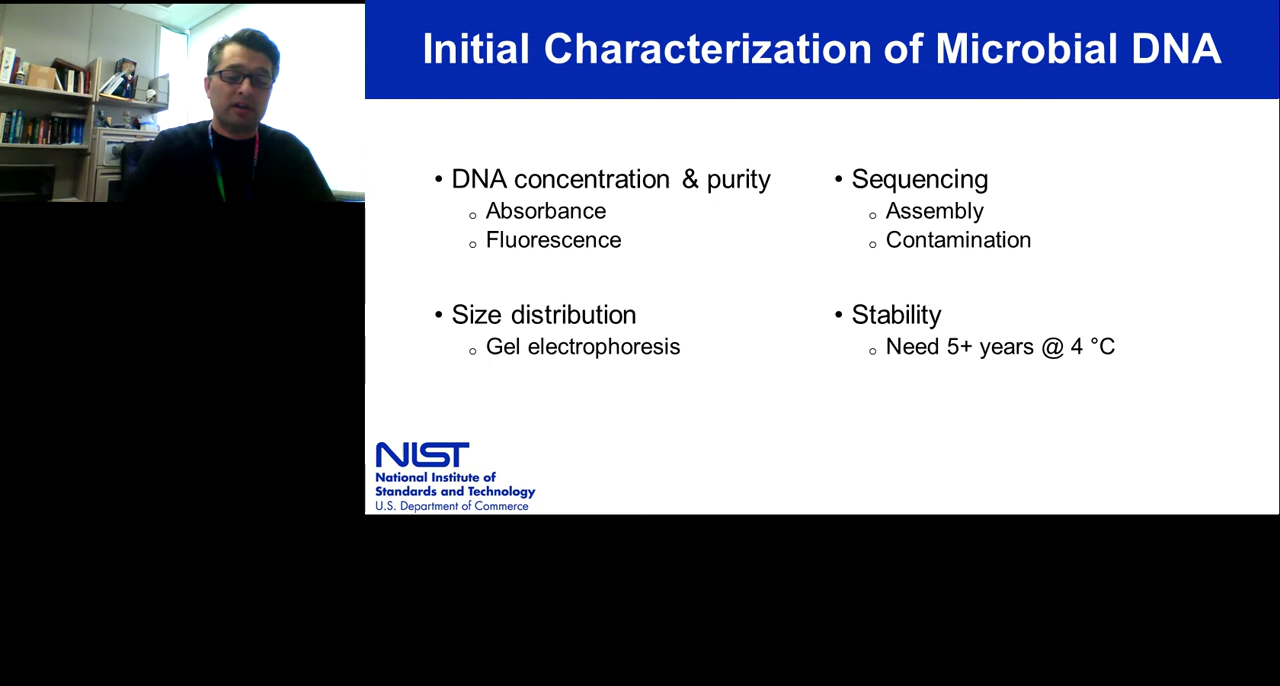 Initial Characterization of Microbial DNA
• DNA concentration & purity
o Absorbance
o Fluorescence
• Size distribution
o Gel electrophoresis
• Sequencing
o Assembly
o Contamination
• Stability
o Need 5+ years @ 4 °C
NIST
National Institute of
Standards and Technology
U.S. Department of Commerce